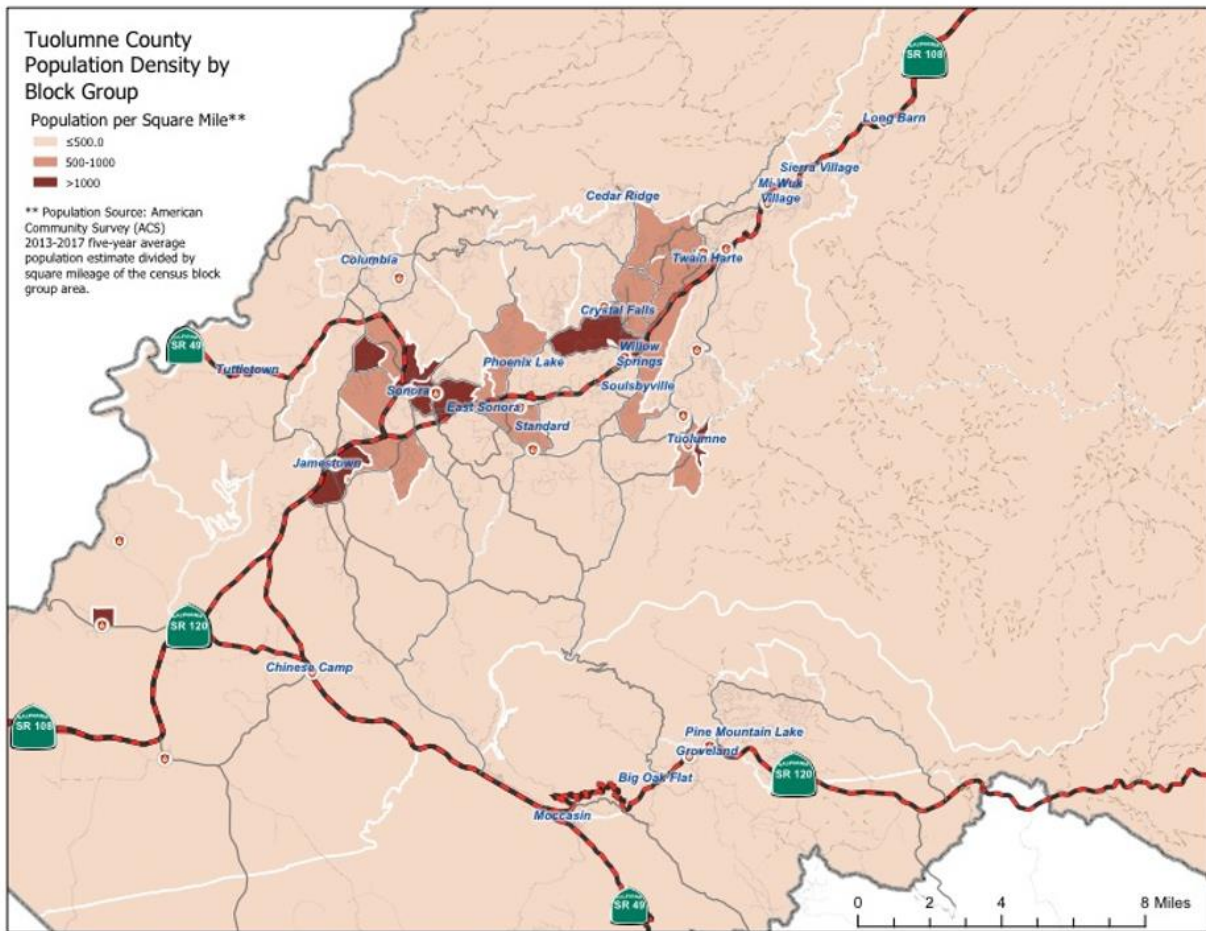 Tuolumne County
Population Density by
Block Group
Population per Square Mile**
≤500.0
500-1000
>1000
** Population Source: American
Community Survey (ACS)
2013-2017 five-year average
population estimate divided by
square mileage of the census block
group area.
SR 108
Long Barn
Sierra Village
Mi-Wuk
Village
Cedar Ridge
Twain Harte
Columbia
Crystal Falls
SR 49
Tuttletown
Phoenix Lake
Willow
Springs
Sonora
Soulsbyville
East Sonora
Standard
Tuolumne
Jamestown
SR 120
Chinese Camp
SR 108
Pine Mountain Lake
Groveland
Big Oak Flat
SR 120
Moccasin
SR 49
0 2 4 8 Miles